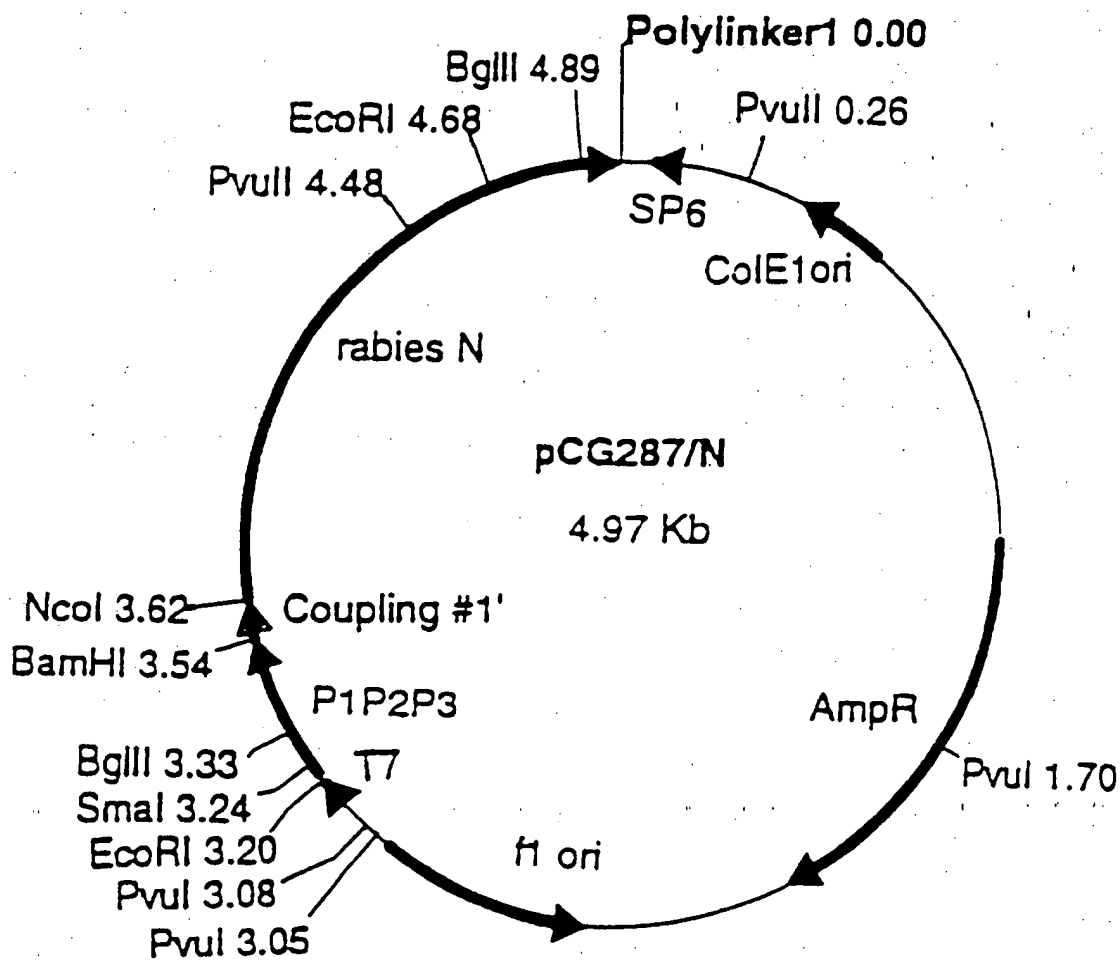 Polylinker1 0.00
BglII 4.89
PvuII 0.26
EcoRI 4.68
PvuII 4.48
SP6
ColE1ori
rabies N
pCG287/N
4.97 Kb
NcoI 3.62
Coupling #1'
BamHI 3.54
P1P2P3
AmpR
BglII 3.33
T7
PvuI 1.70
SmaI 3.24
EcoRI 3.20
f1 ori
PvuI 3.08
PvuI 3.05